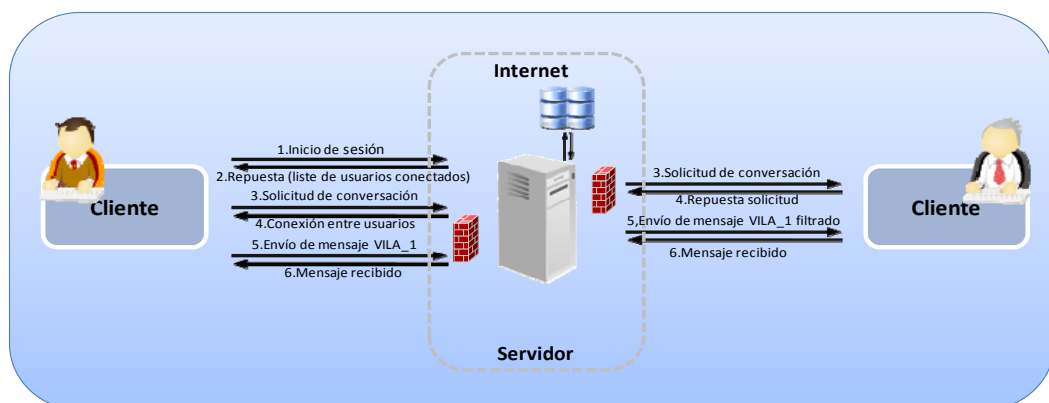 Internet
1.Inicio de sesión
2.Repuesta (liste de usuarios conectados)
3.Solicitud de conversación
4.Conexión entre usuarios
5.Envío de mensaje VILA_1
6.Mensaje recibido
Cliente
3.Solicitud de conversación
4.Repuesta solicitud
5,Envío de mensaje VILA_1 filtrado
6.Mensaje recibido
Cliente
Servidor